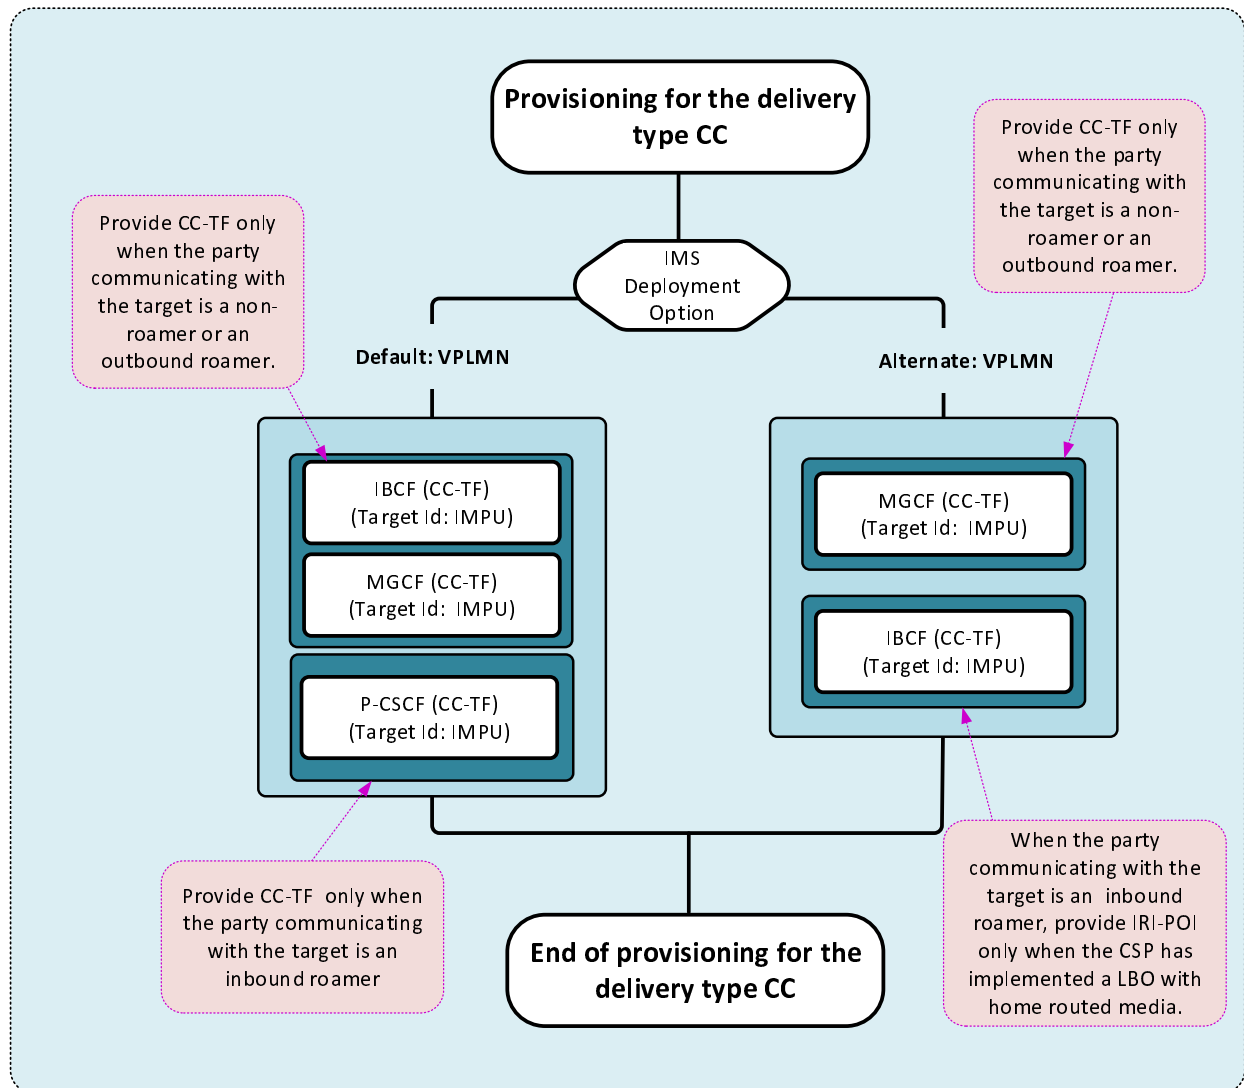 Provisioning for the delivery
type CC
Provide CC-TF only
when the party
communicating with
the target is a non-
roamer or an
outbound roamer.
Provide CC-TF only
when the party
communicating with
the target is a non-
roamer or an
outbound roamer.
IMS
Deployment
Option
Default: VPLMN
Alternate: VPLMN
IBCF (CC-TF)
(Target Id: IMPU)
MGCF (CC-TF)
(Target Id: IMPU)
P-CSCF (CC-TF)
(Target Id: IMPU)
MGCF (CC-TF)
(Target Id: IMPU)
IBCF (CC-TF)
(Target Id: IMPU)
Provide CC-TF only when
the party communicating
with the target is an
inbound roamer
When the party
communicating with the
target is an inbound
roamer, provide IRI-POI
only when the CSP has
implemented a LBO with
home routed media.
End of provisioning for the
delivery type CC